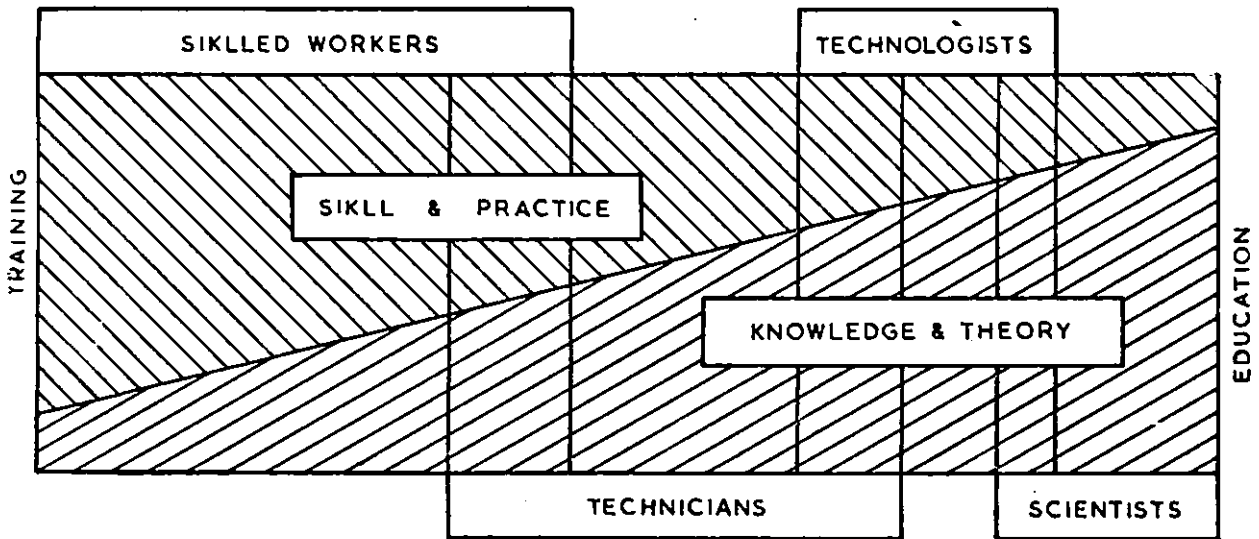 SIKLLED WORKERS
TECHNOLOGISTS
TRAINING
SIKLL & PRACTICE
KNOWLEDGE & THEORY
EDUCATION
TECHNICIANS
SCIENTISTS